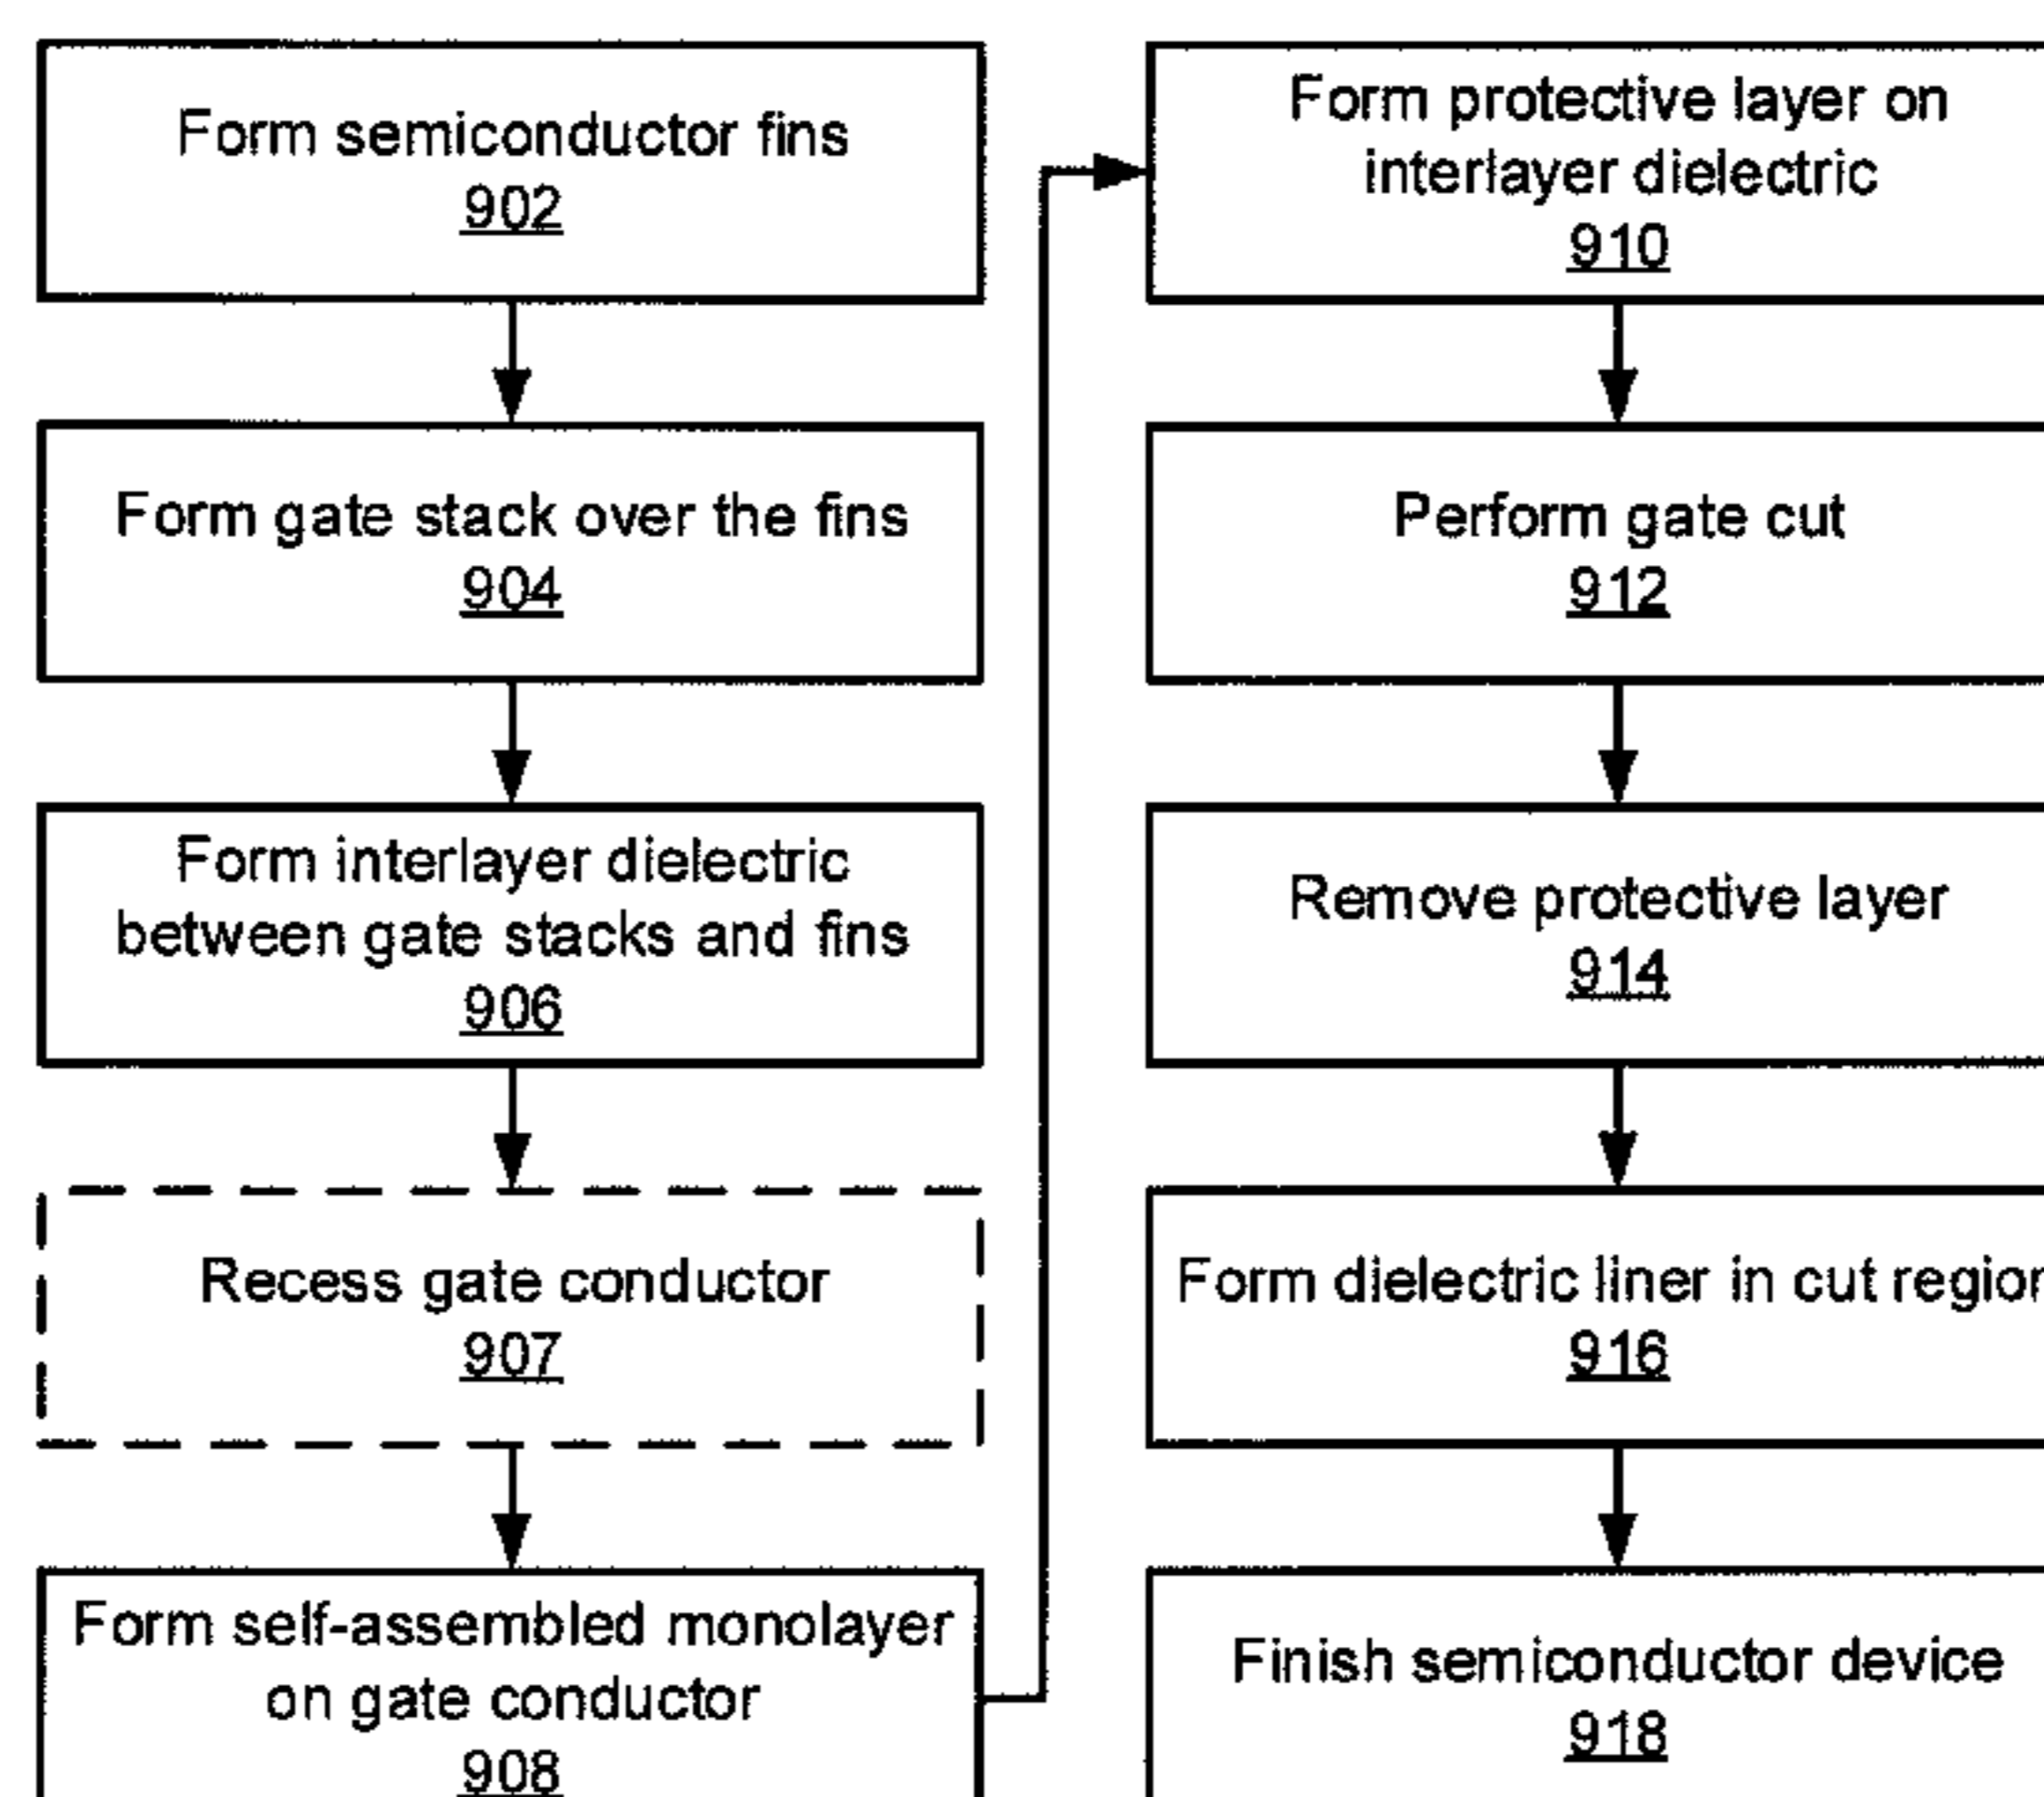 Form semiconductor fins
902
Form gate stack over the fins
904
Form interlayer dielectric
between gate stacks and fins
906
Recess gate conductor
907
Form self-assembled monolayer
on gate conductor
908
Form protective layer on
interlayer dielectric
910
Perform gate cut
912
Remove protective layer
914
Form dielectric liner in cut region
916
Finish semiconductor device
918